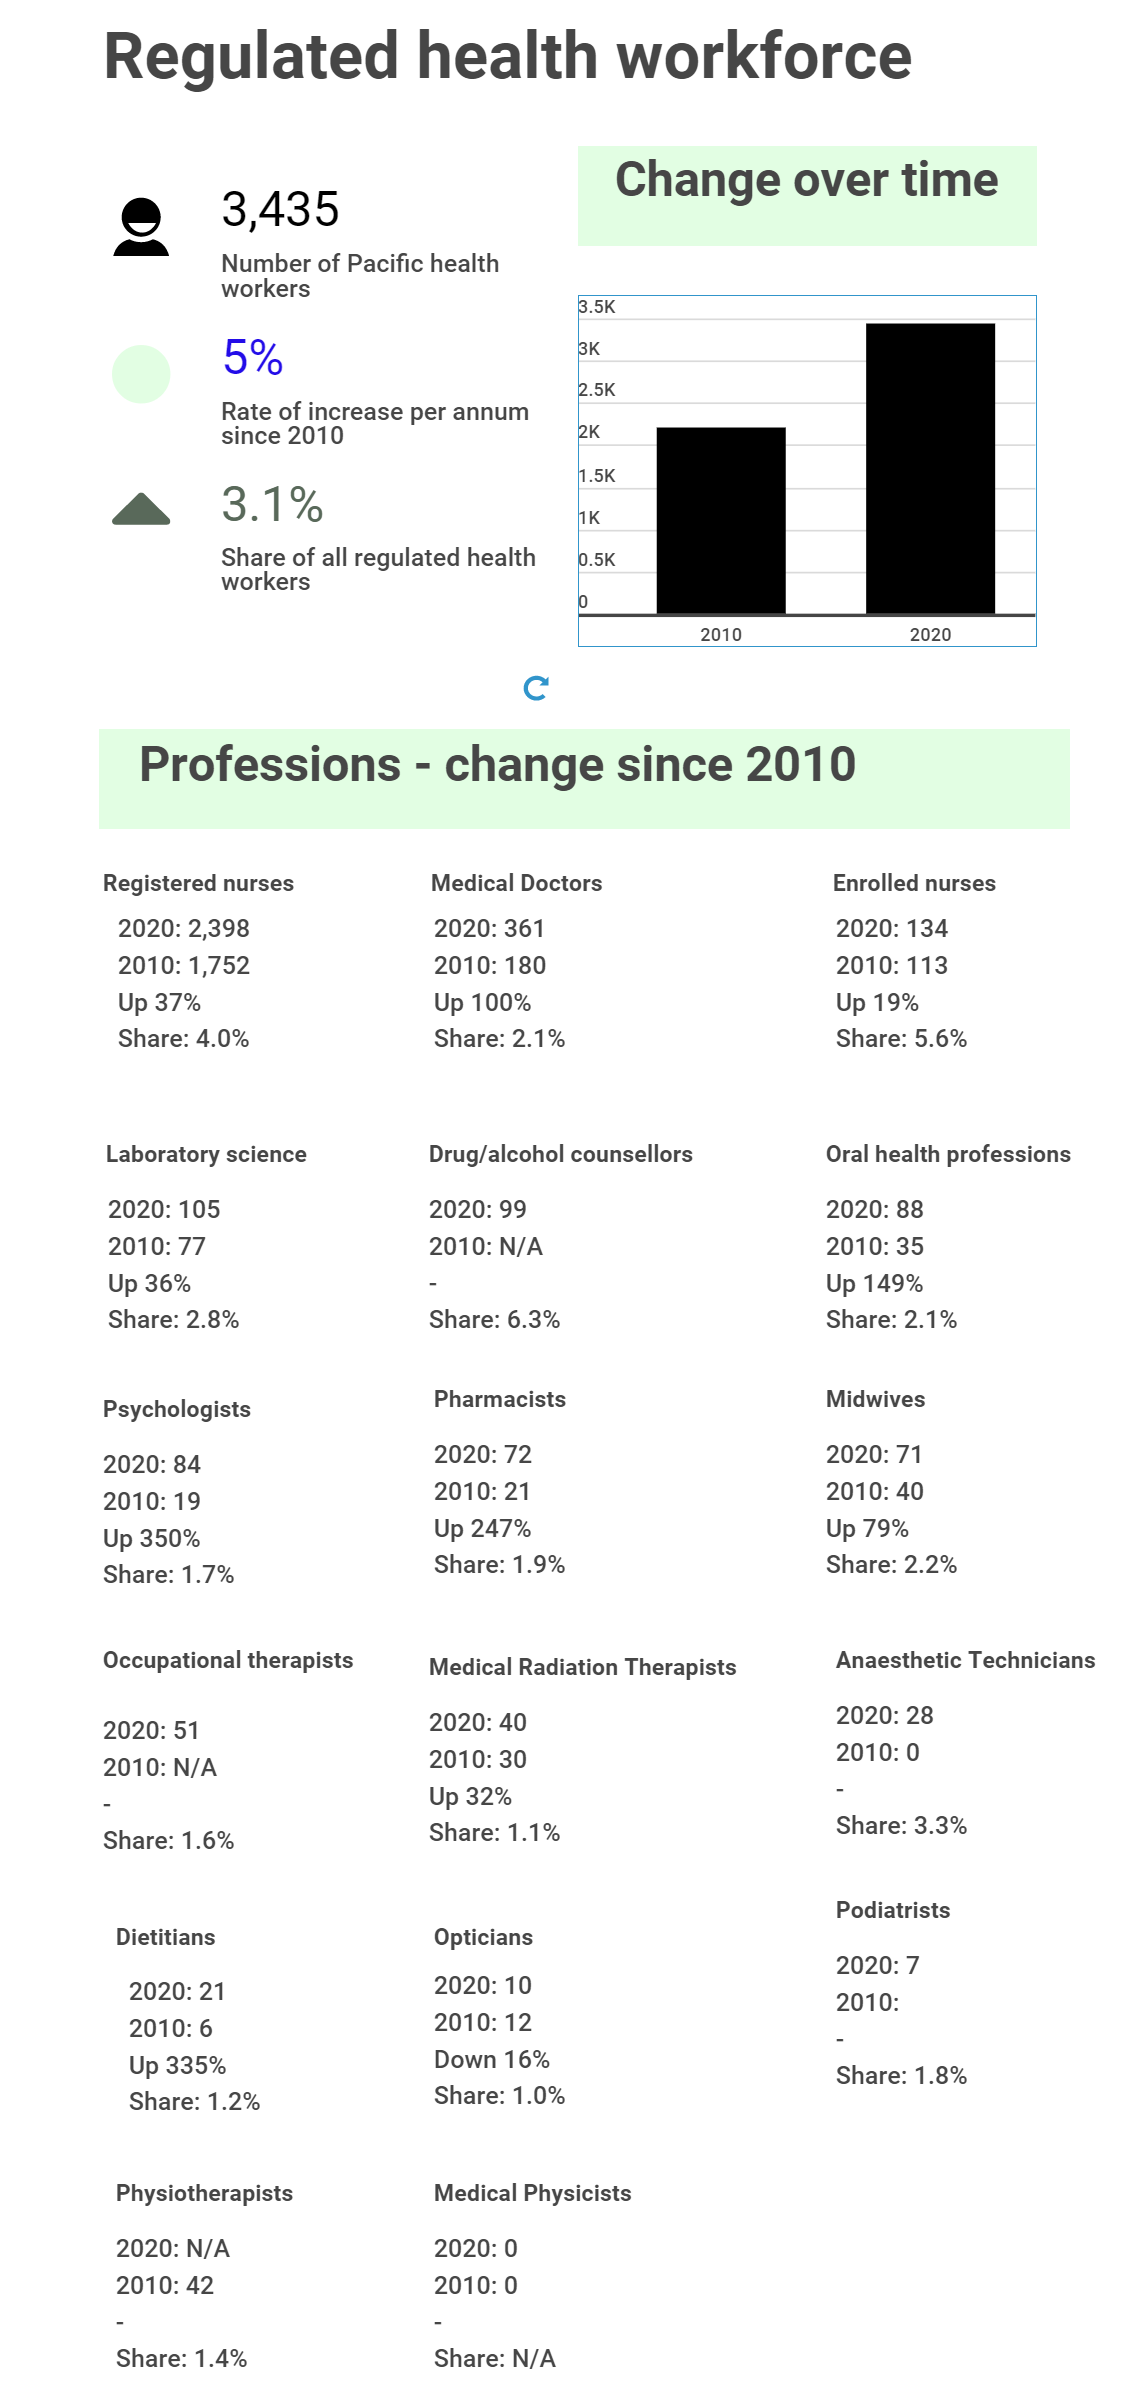 Regulated health workforce
3,435
Number of Pacific health
workers
5%
Rate of increase per annum
since 2010
3.1%
Share of all regulated health
workers
Change over time
3.5K
3K
2.5K
2K
1.5K
1K
0.5K
0
2010
2020
Professions - change since 2010
Registered nurses
2020: 2,398
2010: 1,752
Up 37%
Share: 4.0%
Medical Doctors
2020: 361
2010: 180
Up 100%
Share: 2.1%
Enrolled nurses
2020: 134
2010: 113
Up 19%
Share: 5.6%
Laboratory science
2020: 105
2010: 77
Up 36%
Share: 2.8%
Drug/alcohol counsellors
2020: 99
2010: N/A
-
Share: 6.3%
Oral health professions
2020: 88
2010: 35
Up 149%
Share: 2.1%
Psychologists
2020: 84
2010: 19
Up 350%
Share: 1.7%
Pharmacists
2020: 72
2010: 21
Up 247%
Share: 1.9%
Midwives
2020: 71
2010: 40
Up 79%
Share: 2.2%
Occupational therapists
2020: 51
2010: N/A
-
Share: 1.6%
Medical Radiation Therapists
2020: 40
2010: 30
Up 32%
Share: 1.1%
Anaesthetic Technicians
2020: 28
2010: 0
-
Share: 3.3%
Dietitians
2020: 21
2010: 6
Up 335%
Share: 1.2%
Opticians
2020: 10
2010: 12
Down 16%
Share: 1.0%
Podiatrists
2020: 7
2010:
-
Share: 1.8%
Physiotherapists
2020: N/A
2010: 42
-
Share: 1.4%
Medical Physicists
2020: 0
2010: 0
-
Share: N/A